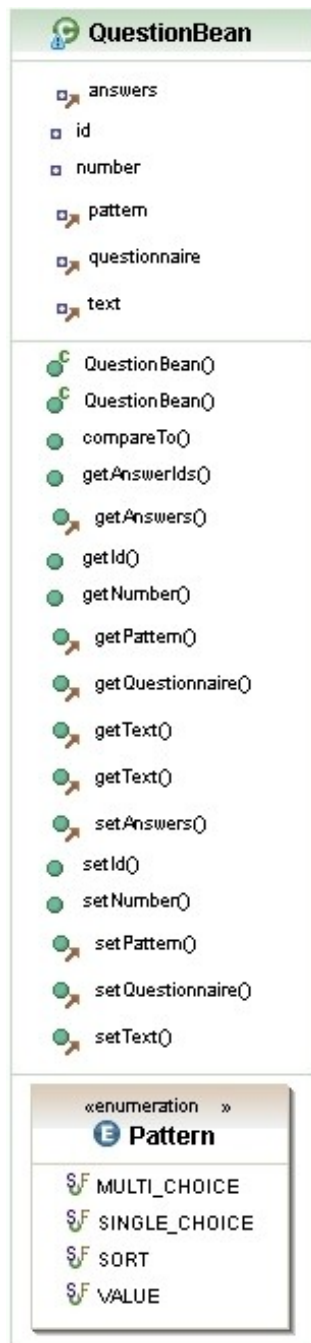 QuestionBean
answers
id
number
pattern
questionnaire
text
QuestionBean()
QuestionBean()
compareTo()
getAnswerIds()
getAnswers()
getId()
getNumber()
getPattern()
getQuestionnaire()
getText()
getText()
setAnswers()
setId()
setNumber()
setPattern()
setQuestionnaire()
setText()
«enumeration »
Pattern
MULTI_CHOICE
SINGLE_CHOICE
SORT
VALUE